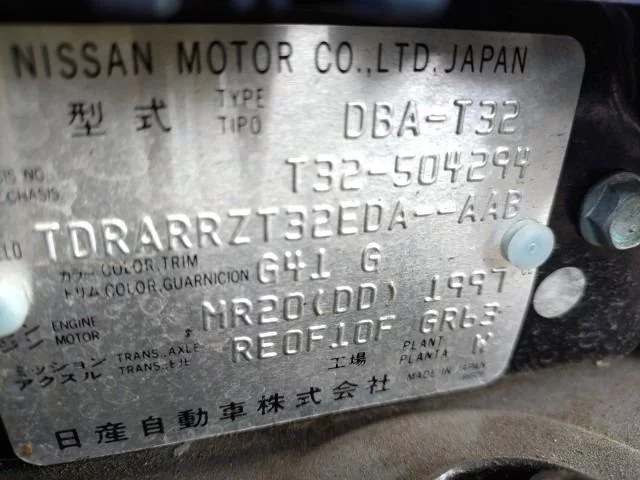 NISSAN MOTOR CO.,LTD.JAPAN
型式 TYPE TIPO DBA-T32
NO. CHASIS T32-504294
TDRARRZT32EDA--AAB
カラー COLOR,TRIM
トリム COLOR,GUARNICION G41 G
ENGINE MOTOR MR20(DD) 1997
ミッション TRANS.,AXLE
アクスル TRANS.,EJE RE0F10F GR63
工場 PLANT PLANTA
日産自動車株式会社 MADE IN JAPAN